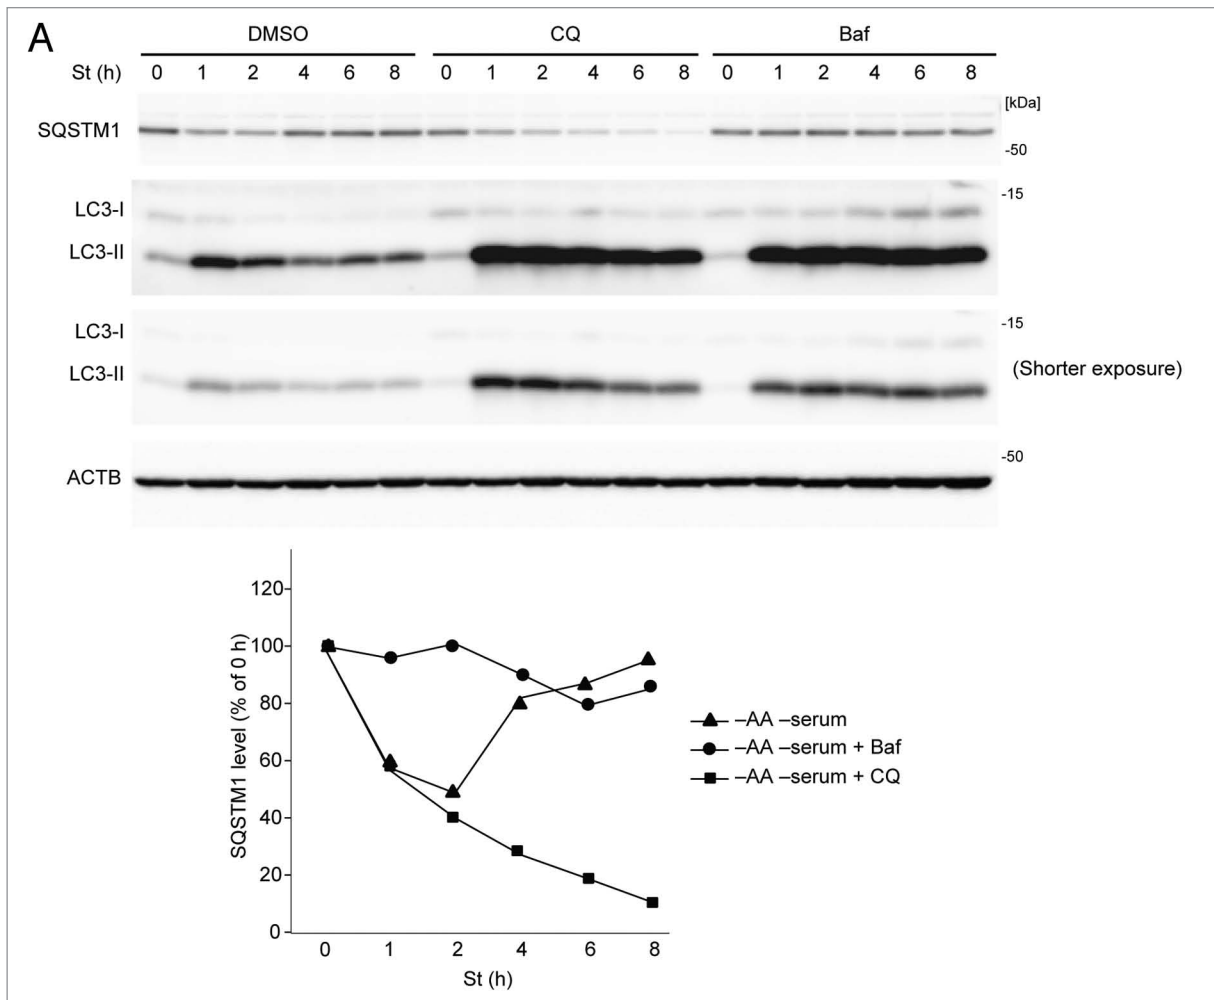 A
DMSO CQ Baf
St (h) 0 1 2 4 6 8 0 1 2 4 6 8 0 1 2 4 6 8
[kDa]
SQSTM1
-50
-15
LC3-I
LC3-II
-15
LC3-I
LC3-II
(Shorter exposure)
-50
ACTB
120
100
80
60
40
20
0
SQSTM1 level (% of 0 h)
0 1 2 4 6 8
St (h)
–AA –serum
–AA –serum + Baf
–AA –serum + CQ